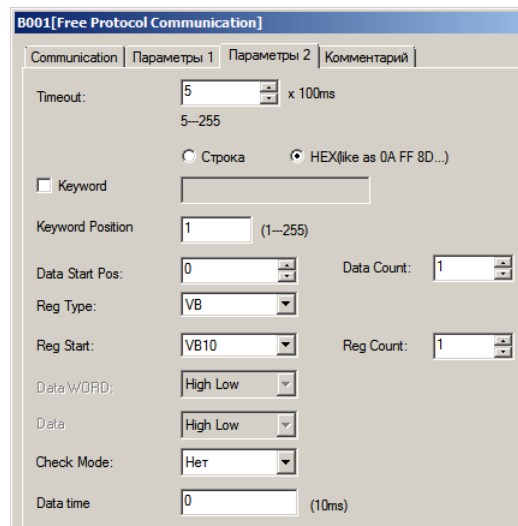 B001[Free Protocol Communication]
Communication Параметры 1 Параметры 2 Комментарий
Timeout: 5 x 100ms
5---255
Строка HEX(like as 0A FF 8D...)
Keyword
Keyword Position 1 (1---255)
Data Start Pos: 0 Data Count: 1
Reg Type: VB
Reg Start: VB10 Reg Count: 1
Data WORD: High Low
Data High Low
Check Mode: Нет
Data time 0 (10ms)